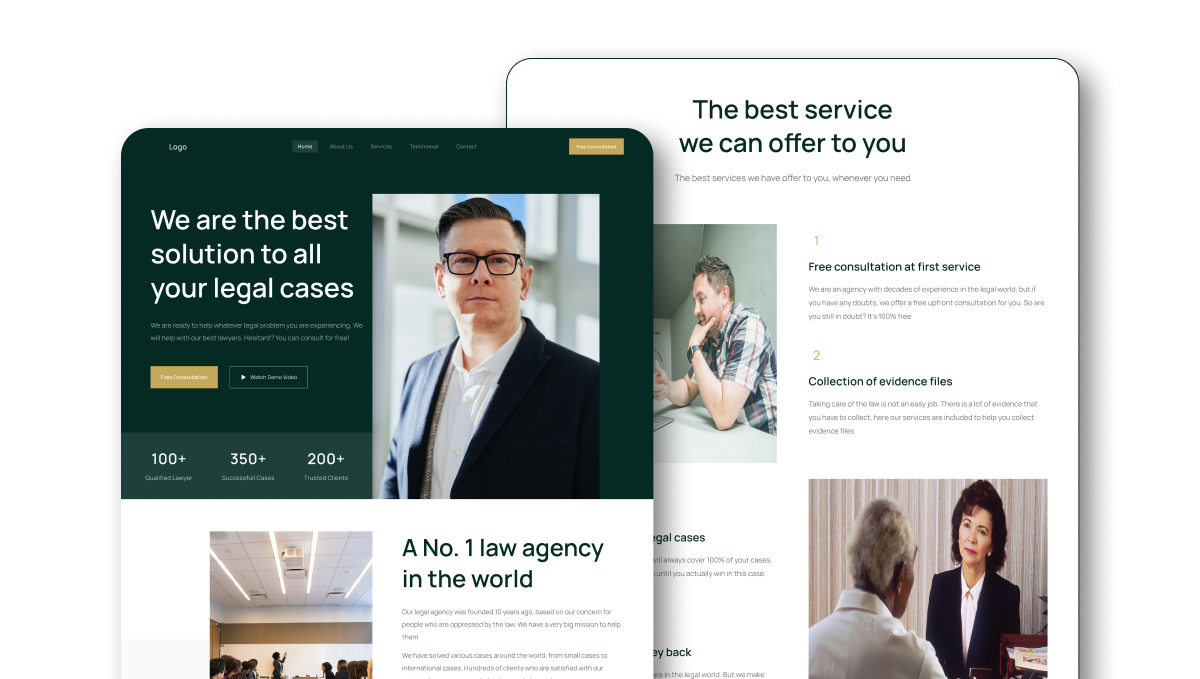 Logo
Home
About Us
Services
Testimonial
Contact
Free Consultation
We are the best
solution to all
your legal cases
We are ready to help whatever legal problem you are experiencing. We
will help with our best lawyers. Hesitant? You can consult for free!
Free Consultation
Watch Demo Video
100+
Qualified Lawyer
350+
Successfull Cases
200+
Trusted Clients
A No. 1 law agency
in the world
Our legal agency was founded 10 years ago, based on our concern for
people who are oppressed by the law. We have a very big mission to help
them
We have solved various cases around the world, from small cases to
international cases. Hundreds of clients who are satisfied with our
The best service
we can offer to you
The best services we have offer to you, whenever you need
1
Free consultation at first service
We are an agency with decades of experience in the legal world, but if
you have any doubts, we offer a free upfront consultation for you. So are
you still in doubt? It's 100% free
2
Collection of evidence files
Taking care of the law is not an easy job. There is a lot of evidence that
you have to collect, here our services are included to help you collect
evidence files
egal cases
will always cover 100% of your cases.
until you actually win in this case.
ey back
are in the legal world. But we make